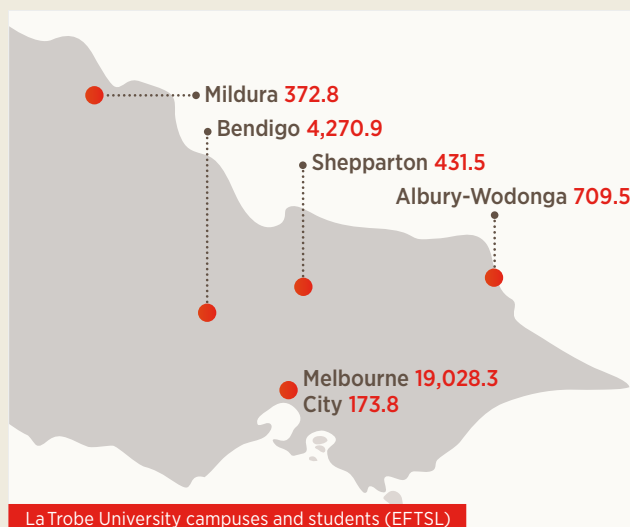 Mildura 372.8
Bendigo 4,270.9
Shepparton 431.5
Albury-Wodonga 709.5
Melbourne 19,028.3
City 173.8
La Trobe University campuses and students (EFTSL)